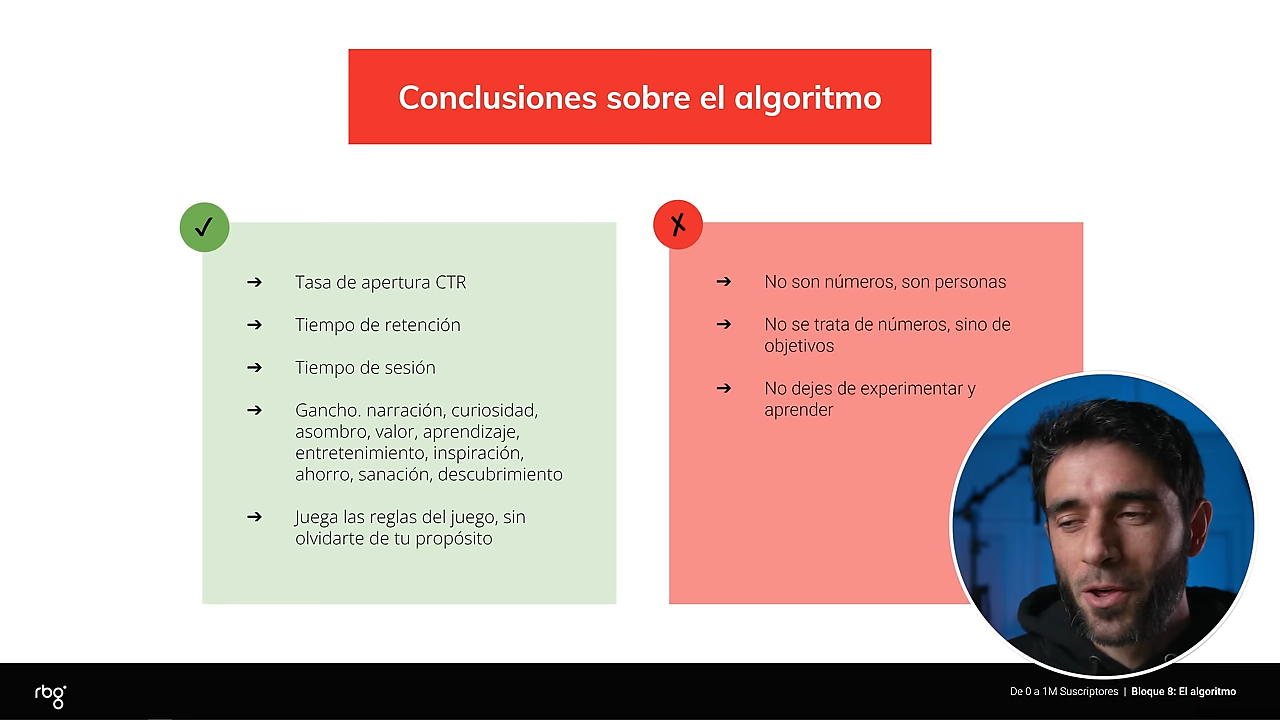 Conclusiones sobre el algoritmo
✓
➔ Tasa de apertura CTR
➔ Tiempo de retención
➔ Tiempo de sesión
➔ Gancho. narración, curiosidad,
asombro, valor, aprendizaje,
entretenimiento, inspiración,
ahorro, sanación, descubrimiento
➔ Juega las reglas del juego, sin
olvidarte de tu propósito
✗
➔ No son números, son personas
➔ No se trata de números, sino de
objetivos
➔ No dejes de experimentar y
aprender
rbg
De 0 a 1M Suscriptores | Bloque 8: El algoritmo